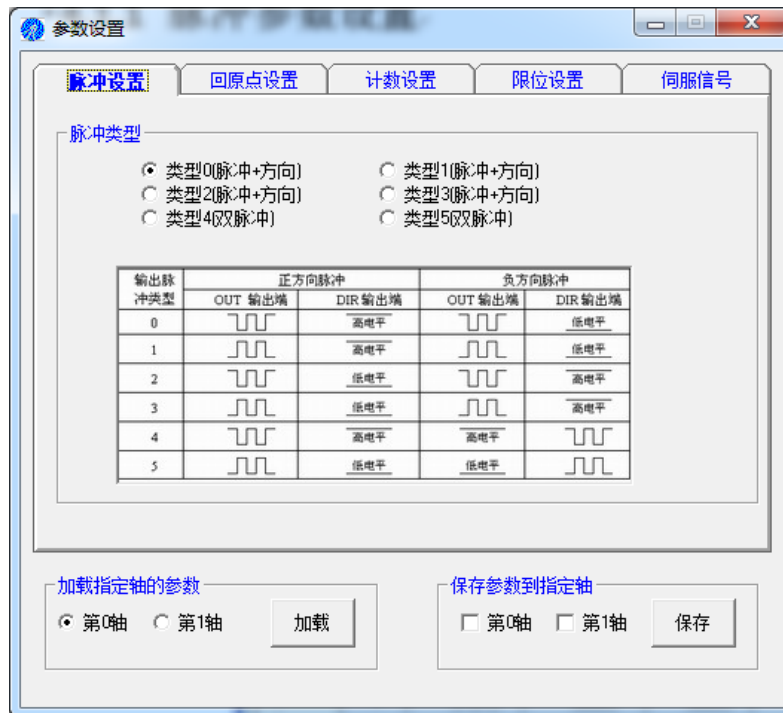 参数设置
脉冲设置 回原点设置 计数设置 限位设置 伺服信号
脉冲类型
类型0(脉冲+方向) 类型1(脉冲+方向)
类型2(脉冲+方向) 类型3(脉冲+方向)
类型4(双脉冲) 类型5(双脉冲)
输出脉冲类型 正方向脉冲 负方向脉冲
OUT 输出端 DIR 输出端 OUT 输出端 DIR 输出端
0 高电平 低电平
1 高电平 低电平
2 低电平 高电平
3 低电平 高电平
4 高电平 高电平
5 低电平 低电平
加载指定轴的参数 保存参数到指定轴
第0轴 第1轴 加载 第0轴 第1轴 保存